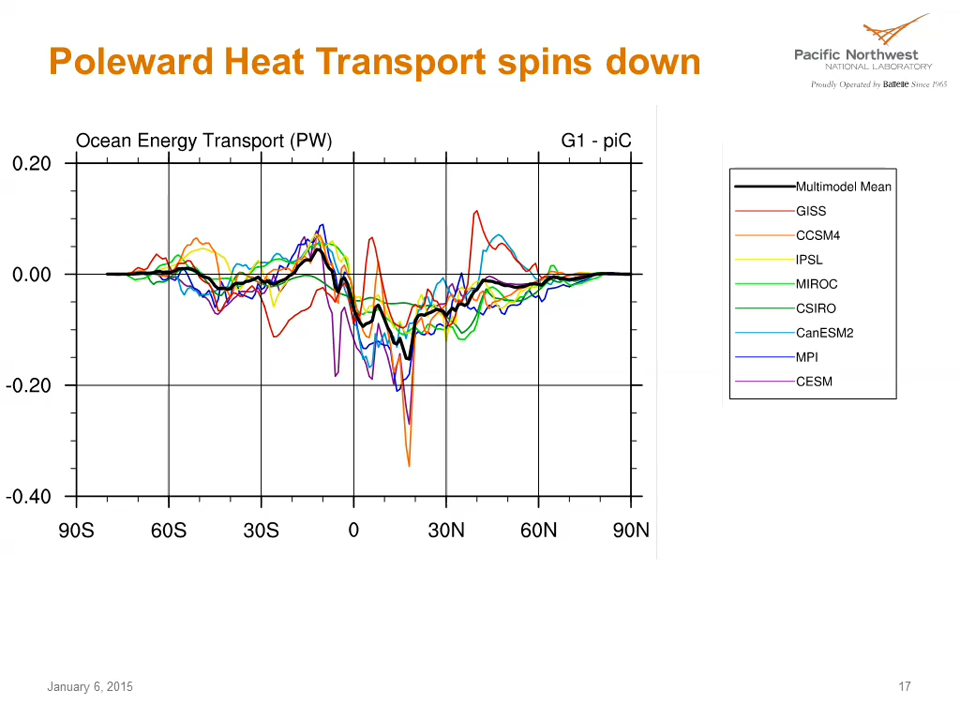 Poleward Heat Transport spins down
Pacific Northwest
NATIONAL LABORATORY
Proudly Operated by Battelle Since 1965
Ocean Energy Transport (PW)
G1 - piC
0.20
0.00
-0.20
-0.40
90S 60S 30S 0 30N 60N 90N
Multimodel Mean
GISS
CCSM4
IPSL
MIROC
CSIRO
CanESM2
MPI
CESM
January 6, 2015
17